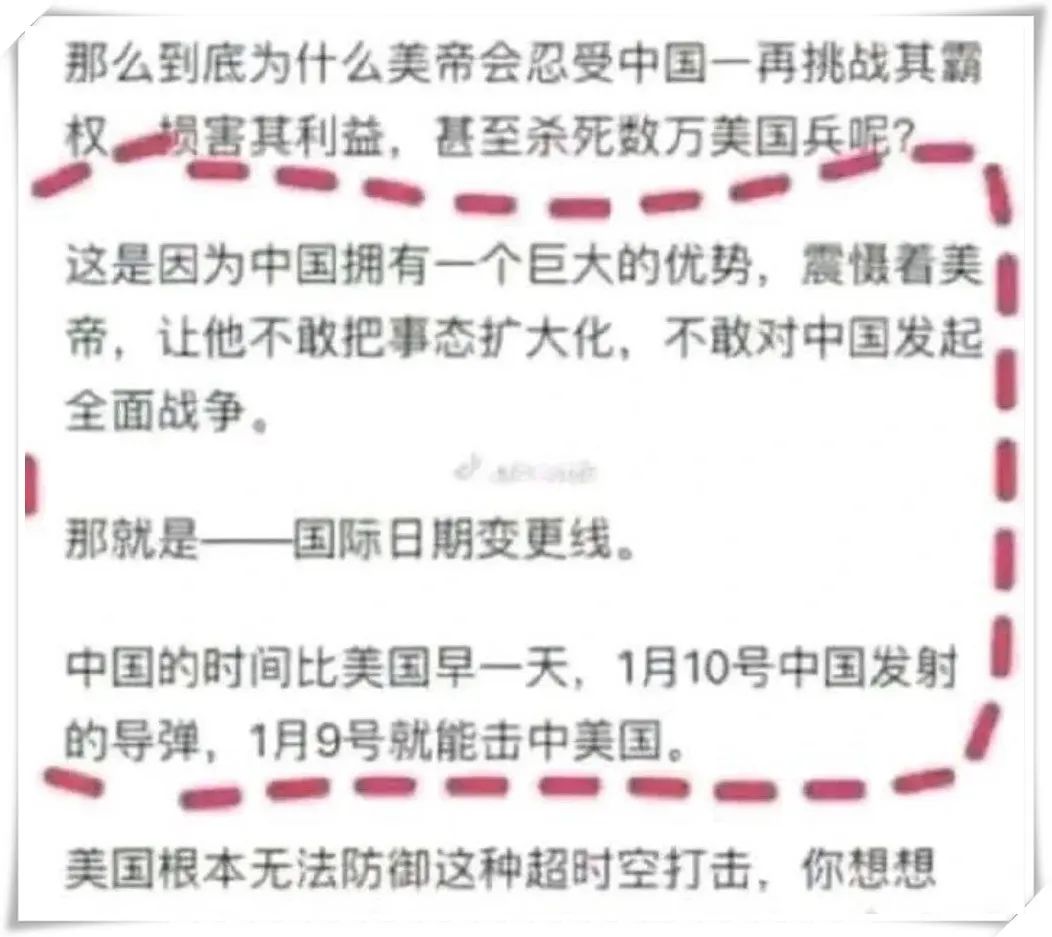 那么到底为什么美帝会忍受中国一再挑战其霸
权、损害其利益，甚至杀死数万美国兵呢？
这是因为中国拥有一个巨大的优势，震慑着美
帝，让他不敢把事态扩大化，不敢对中国发起
全面战争。
那就是——国际日期变更线。
中国的时间比美国早一天，1月10号中国发射
的导弹，1月9号就能击中美国。
美国根本无法防御这种超时空打击，你想想